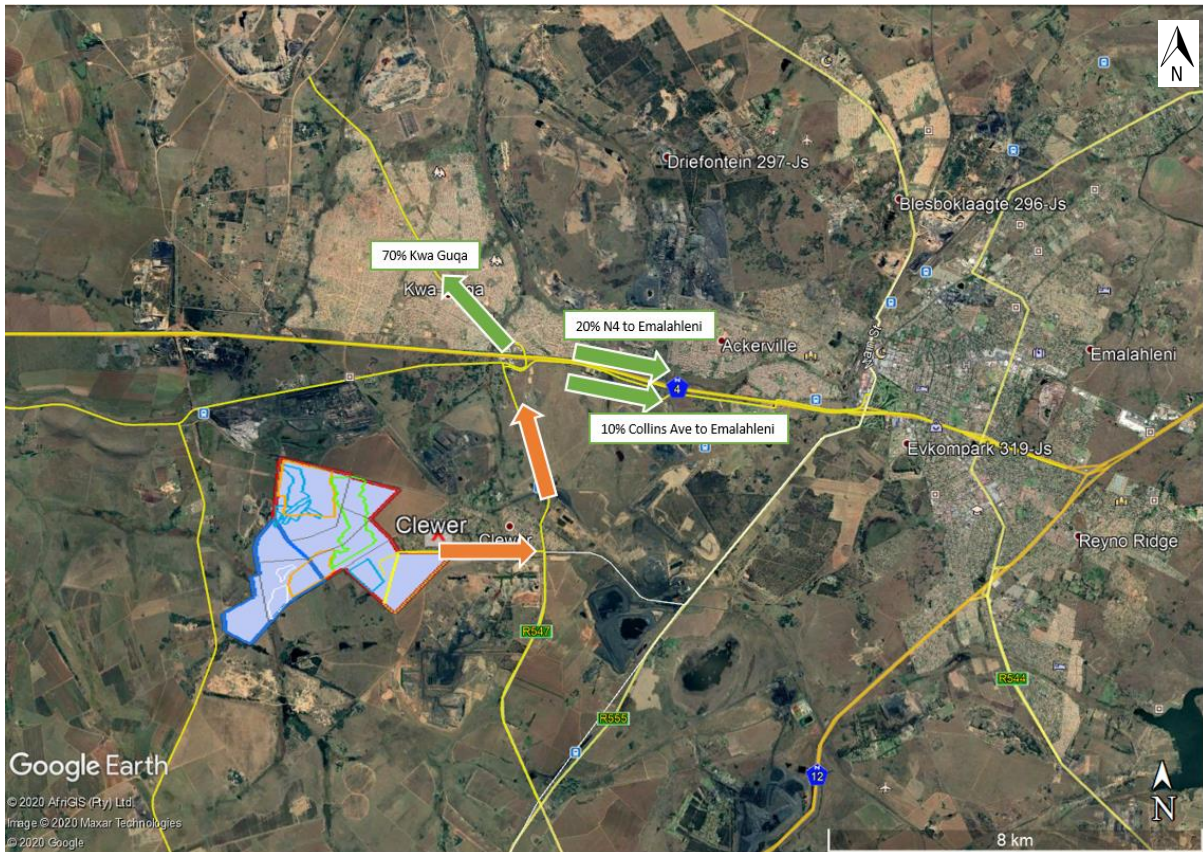 N
Driefontein 297-Js
Blesboklaagte 296-Js
70% Kwa Guqa
20% N4 to Emalahleni
Ackerville
Emalahleni
4
10% Collins Ave to Emalahleni
Evkompark 319-Js
Clewer
Clewer
Reyno Ridge
R547
R544
R555
12
Google Earth
© 2020 AfriGIS (Pty) Ltd.
Image © 2020 Maxar Technologies
© 2020 Google
N
8 km